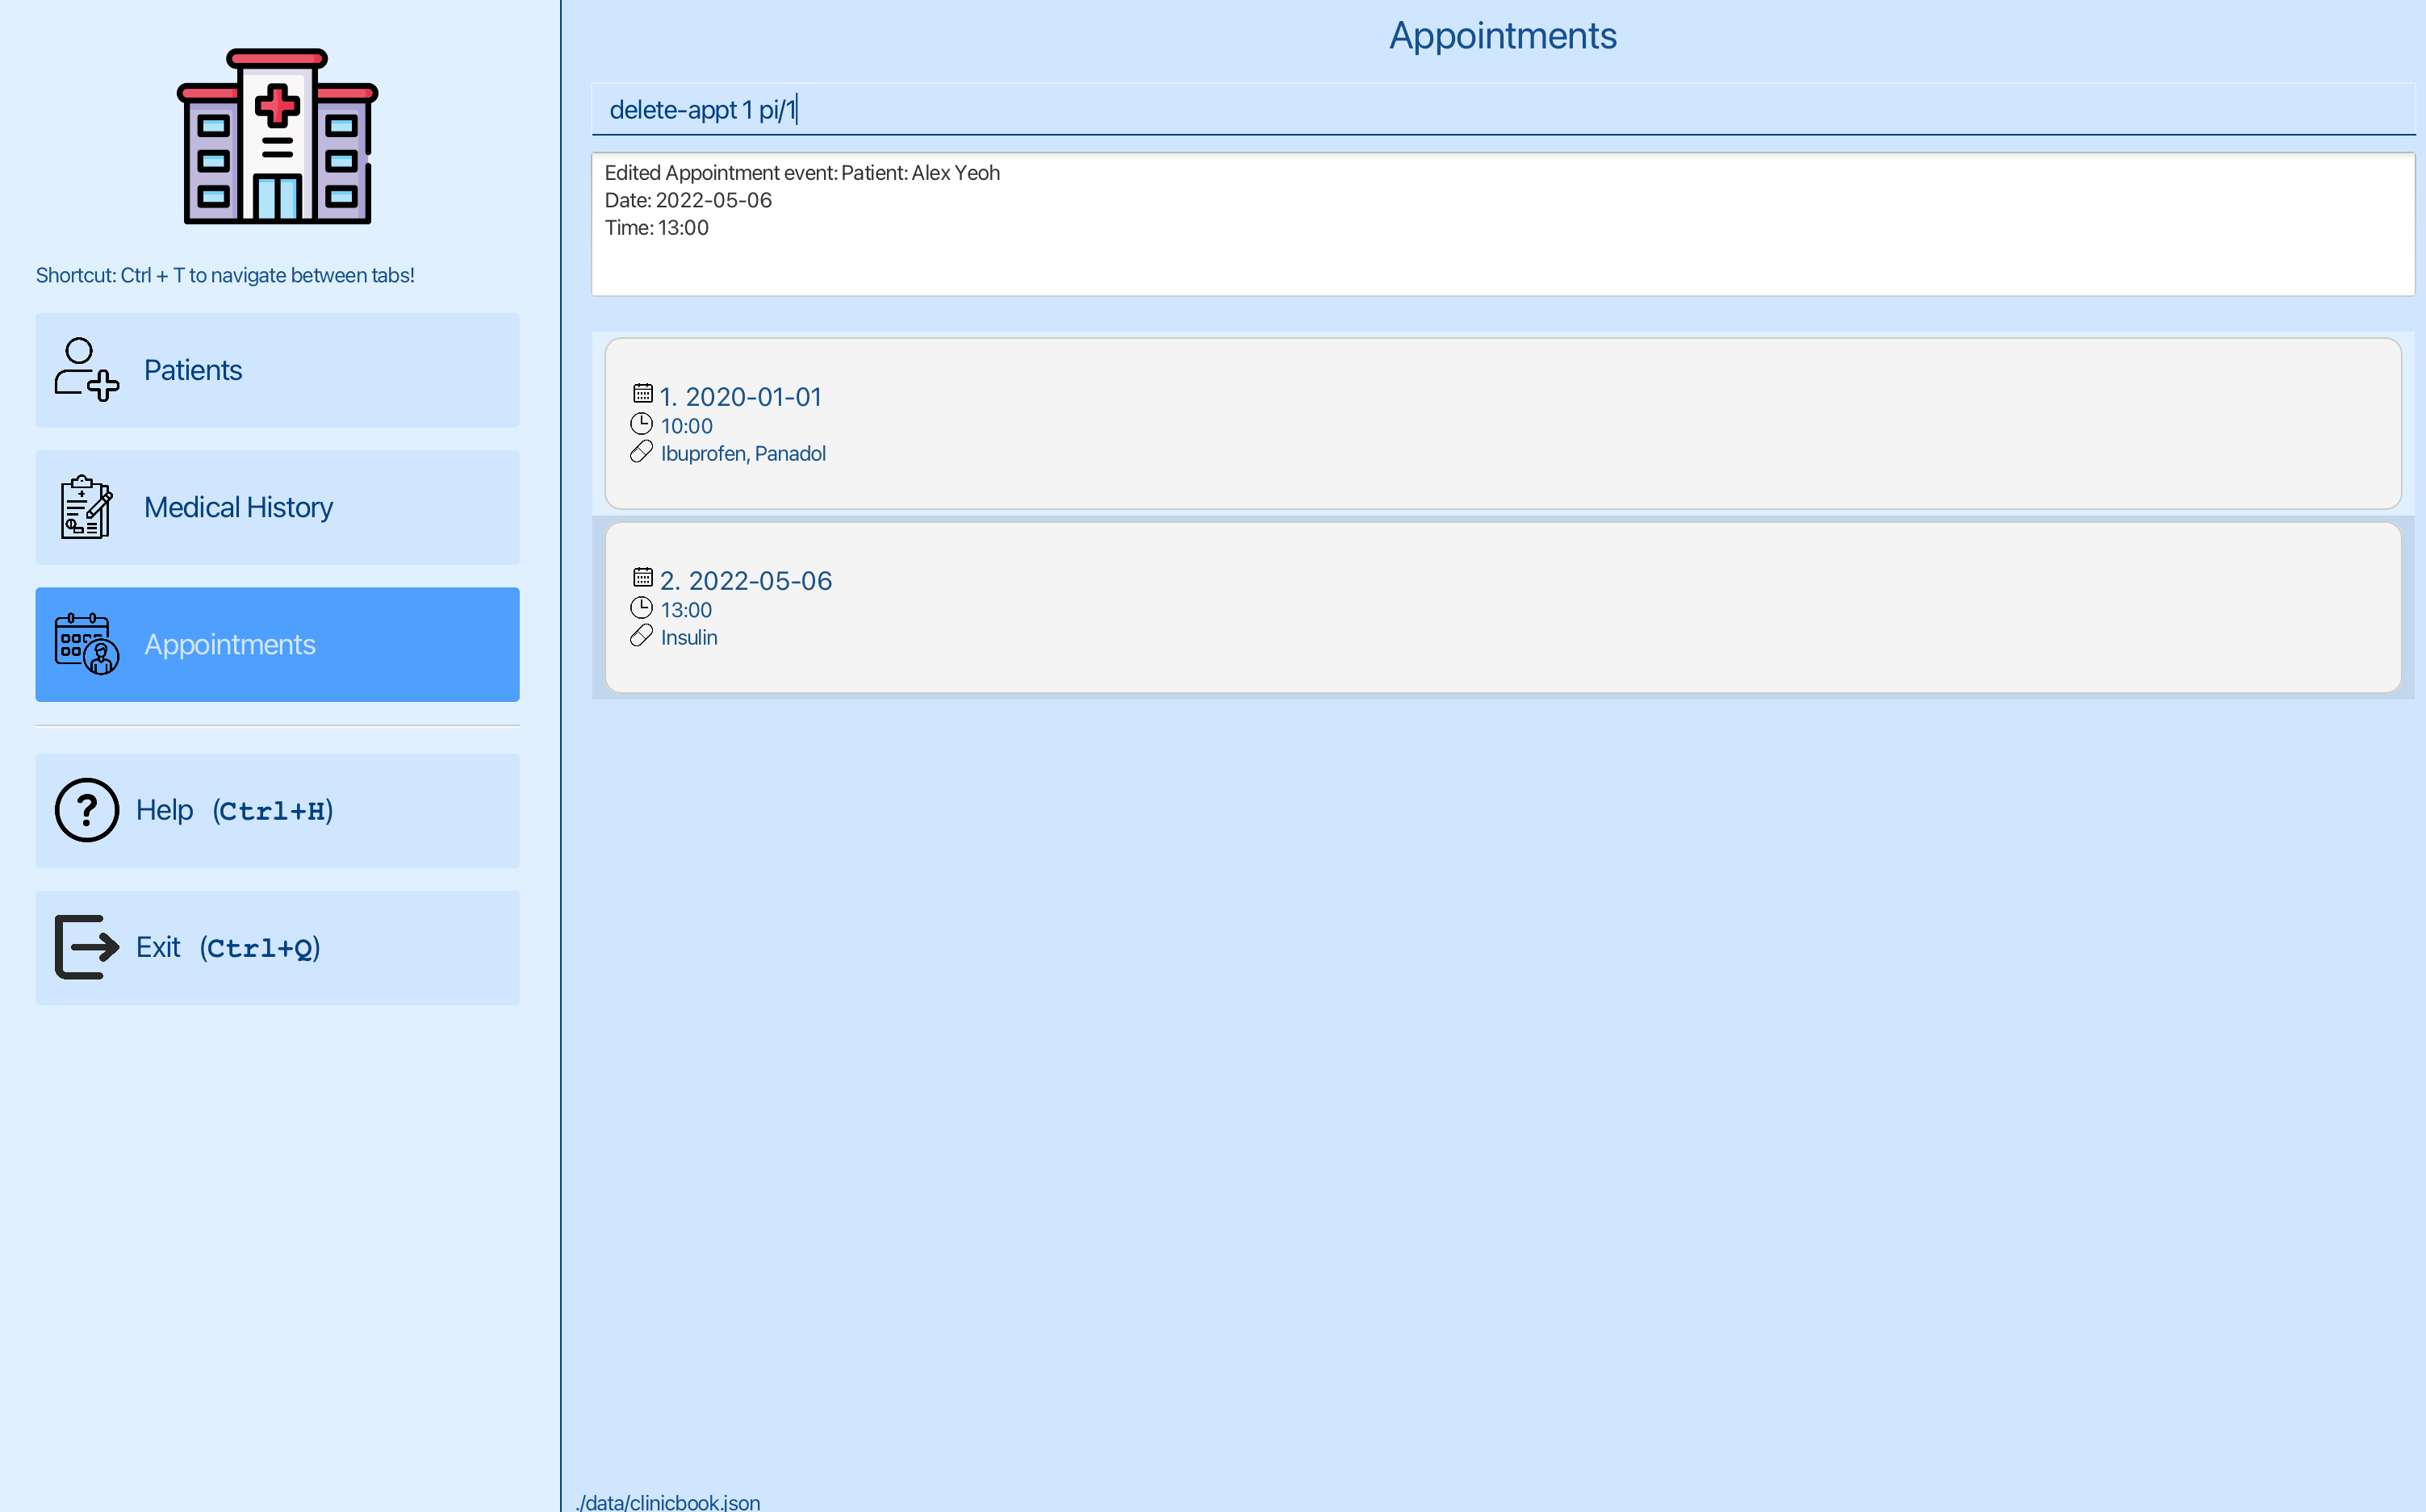 Shortcut: Ctrl + T to navigate between tabs!
Patients
Medical History
Appointments
Help (Ctrl+H)
Exit (Ctrl+Q)
Appointments
delete-appt 1 pi/1
Edited Appointment event: Patient: Alex Yeoh
Date: 2022-05-06
Time: 13:00
1. 2020-01-01
10:00
Ibuprofen, Panadol
2. 2022-05-06
13:00
Insulin
./data/clinicbook.json